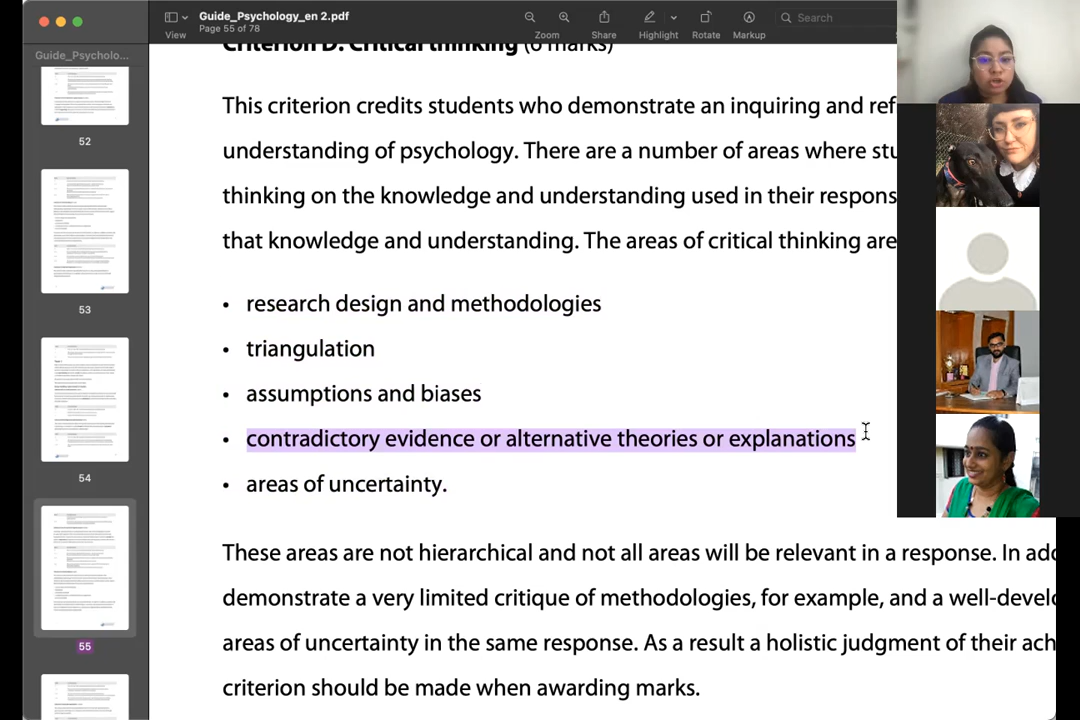 Guide_Psychology_en 2.pdf
Page 55 of 78
View
Zoom
Share
Highlight
Rotate
Markup
Search
Guide_Psycholo...
52
53
54
55
Criterion D: Critical thinking (6 marks)
This criterion credits students who demonstrate an inquiring and ref
understanding of psychology. There are a number of areas where stu
thinking on the knowledge and understanding used in their respons
that knowledge and understanding. The areas of critical thinking are
• research design and methodologies
• triangulation
• assumptions and biases
• contradictory evidence or alternative theories or explanations
• areas of uncertainty.
These areas are not hierarchical and not all areas will be relevant in a response. In add
demonstrate a very limited critique of methodologies, for example, and a well-develo
areas of uncertainty in the same response. As a result a holistic judgment of their ach
criterion should be made when awarding marks.